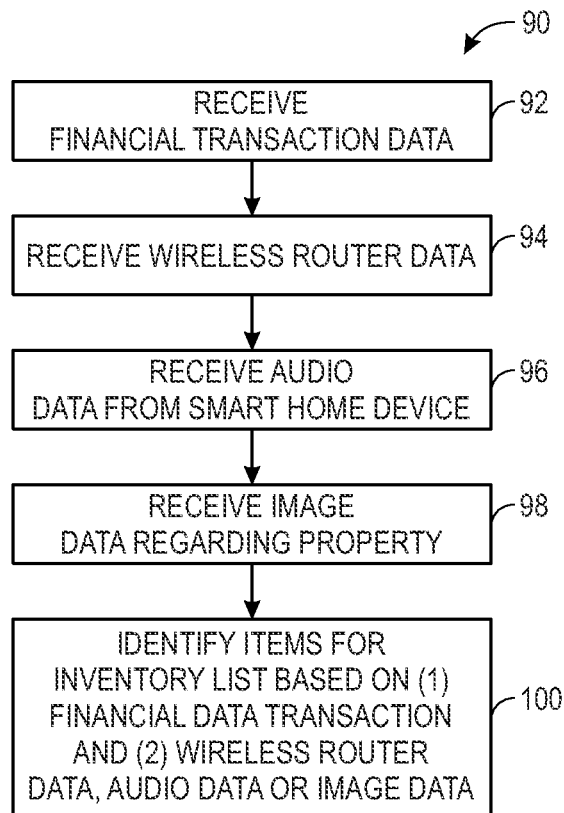 90
RECEIVE
FINANCIAL TRANSACTION DATA
92
RECEIVE WIRELESS ROUTER DATA
94
RECEIVE AUDIO
DATA FROM SMART HOME DEVICE
96
RECEIVE IMAGE
DATA REGARDING PROPERTY
98
IDENTIFY ITEMS FOR
INVENTORY LIST BASED ON (1)
FINANCIAL DATA TRANSACTION
AND (2) WIRELESS ROUTER
DATA, AUDIO DATA OR IMAGE DATA
100